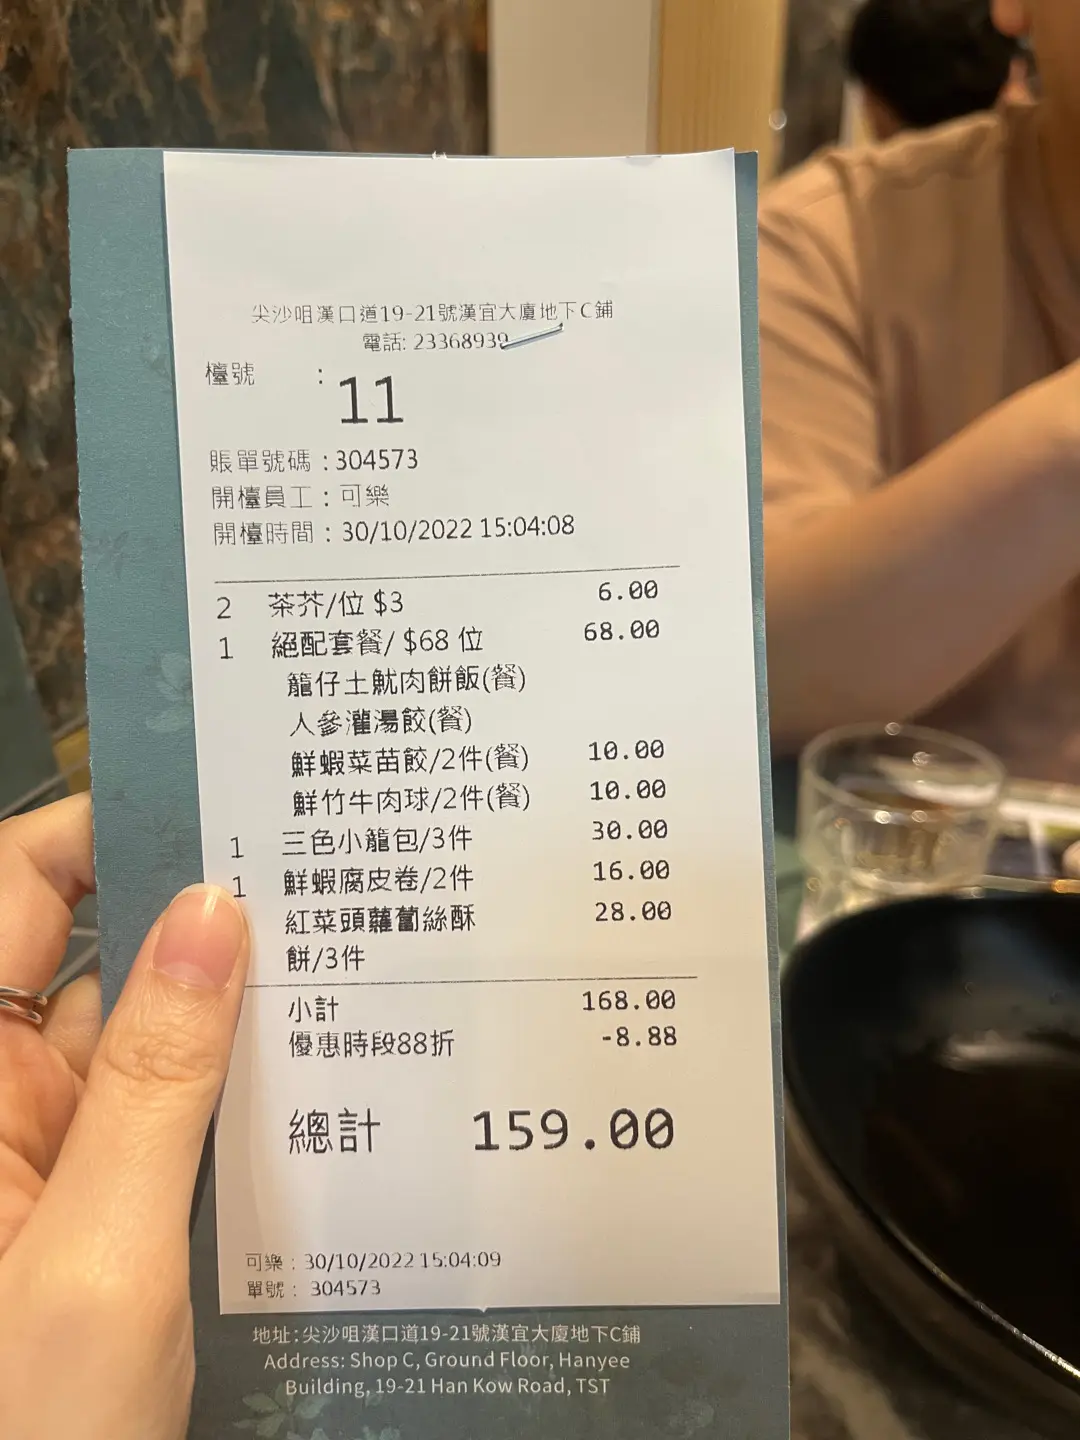 尖沙咀漢口道19-21號漢宜大廈地下C鋪
電話: 23368939
檯號 :
11
賬單號碼 : 304573
開檯員工 : 可樂
開檯時間 : 30/10/2022 15:04:08
2 茶芥/位 $3 6.00
1 絕配套餐/ $68 位 68.00
籠仔土魷肉餅飯(餐)
人參灌湯餃(餐)
鮮蝦菜苗餃/2件(餐) 10.00
鮮竹牛肉球/2件(餐) 10.00
1 三色小籠包/3件 30.00
1 鮮蝦腐皮卷/2件 16.00
紅菜頭蘿蔔絲酥 28.00
餅/3件
小計 168.00
優惠時段88折 -8.88
總計 159.00
可樂 : 30/10/2022 15:04:09
單號 : 304573
地址:尖沙咀漢口道19-21號漢宜大廈地下C鋪
Address: Shop C, Ground Floor, Hanyee
Building, 19-21 Han Kow Road, TST